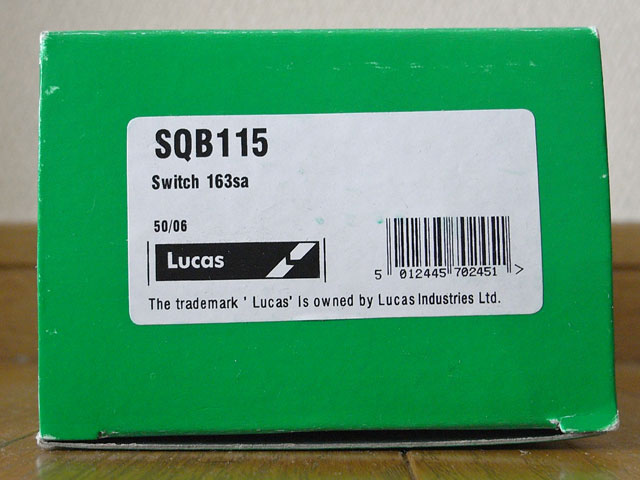 SQB115
Switch 163sa
50/06
Lucas
5 012445 702451 >
The trademark ' Lucas' Is owned by Lucas Industries Ltd.